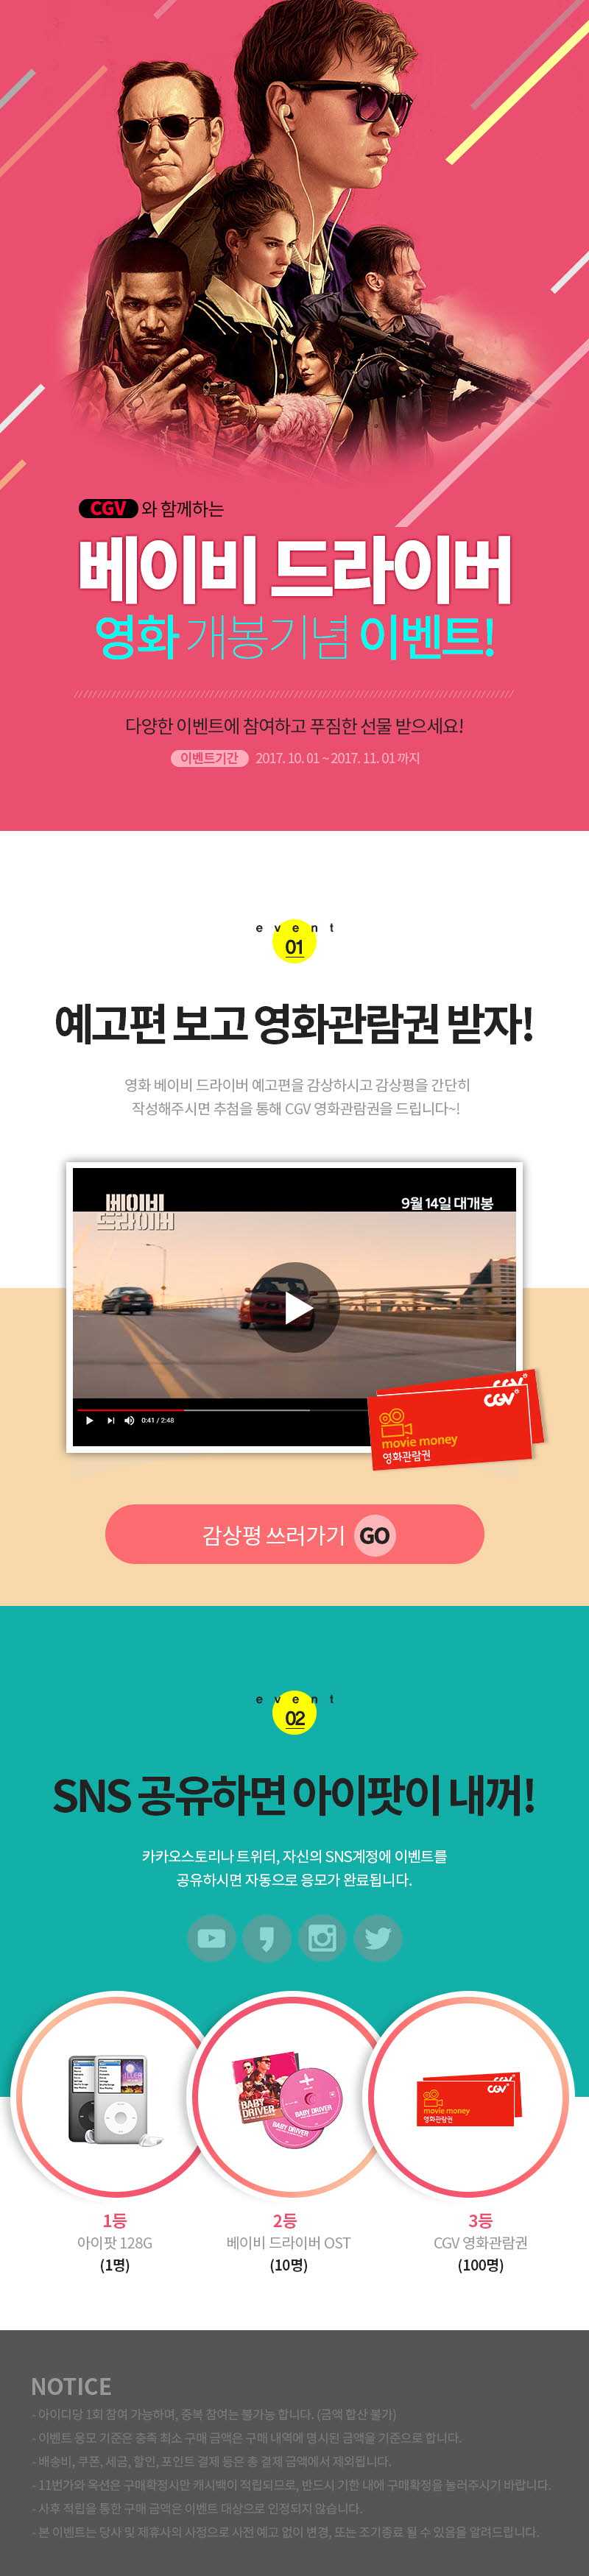 CGV 와 함께하는
베이비 드라이버
영화 개봉기념 이벤트!
다양한 이벤트에 참여하고 푸짐한 선물 받으세요!
이벤트기간 2017. 10. 01 ~ 2017. 11. 01 까지
event
01
예고편 보고 영화관람권 받자!
영화 베이비 드라이버 예고편을 감상하시고 감상평을 간단히
작성해주시면 추첨을 통해 CGV 영화관람권을 드립니다~!
베이비
드라이버
9월 14일 대개봉
0:41 / 2:48
CGV
CGV
movie money
영화관람권
감상평 쓰러가기 GO
event
02
SNS 공유하면 아이팟이 내꺼!
카카오스토리나 트위터, 자신의 SNS계정에 이벤트를
공유하시면 자동으로 응모가 완료됩니다.
BABY
DRIVER
BABY DRIVER
BABY DRIVER
CGV
movie money
영화관람권
1등
아이팟 128G
(1명)
2등
베이비 드라이버 OST
(10명)
3등
CGV 영화관람권
(100명)
NOTICE
- 아이디당 1회 참여 가능하며, 중복 참여는 불가능 합니다. (금액 합산 불가)
- 이벤트 응모 기준은 충족 최소 구매 금액은 구매 내역에 명시된 금액을 기준으로 합니다.
- 배송비, 쿠폰, 세금, 할인, 포인트 결제 등은 총 결제 금액에서 제외됩니다.
- 11번가와 옥션은 구매확정시만 캐시백이 적립되므로, 반드시 기한 내에 구매확정을 눌러주시기 바랍니다.
- 사후 적립을 통한 구매 금액은 이벤트 대상으로 인정되지 않습니다.
- 본 이벤트는 당사 및 제휴사의 사정으로 사전 예고 없이 변경, 또는 조기종료 될 수 있음을 알려드립니다.